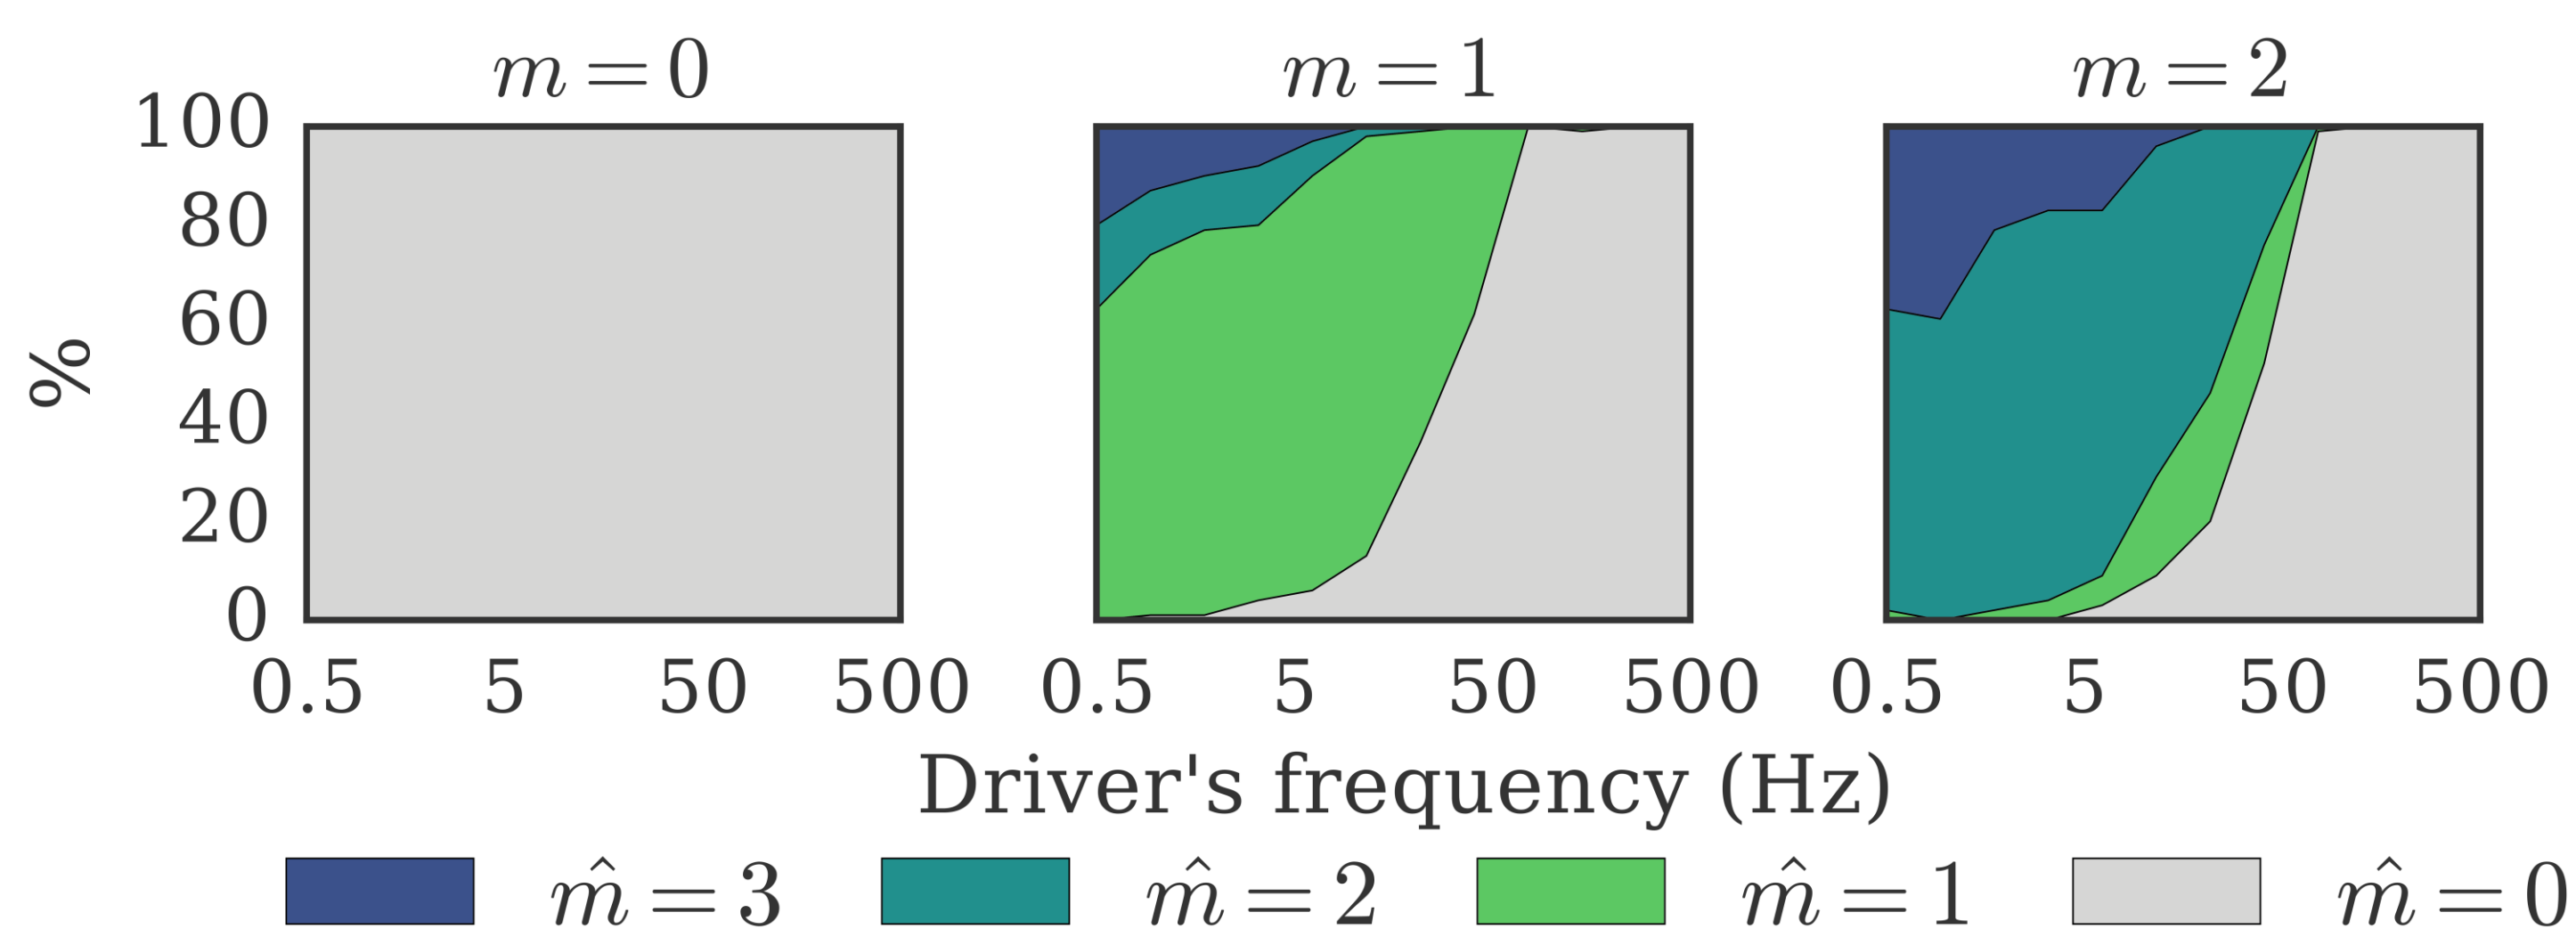 m = 0 m = 1 m = 2
100
80
60
40
20
0
%
0.5 5 50 500 0.5 5 50 500 0.5 5 50 500
Driver's frequency (Hz)
m̂ = 3 m̂ = 2 m̂ = 1 m̂ = 0